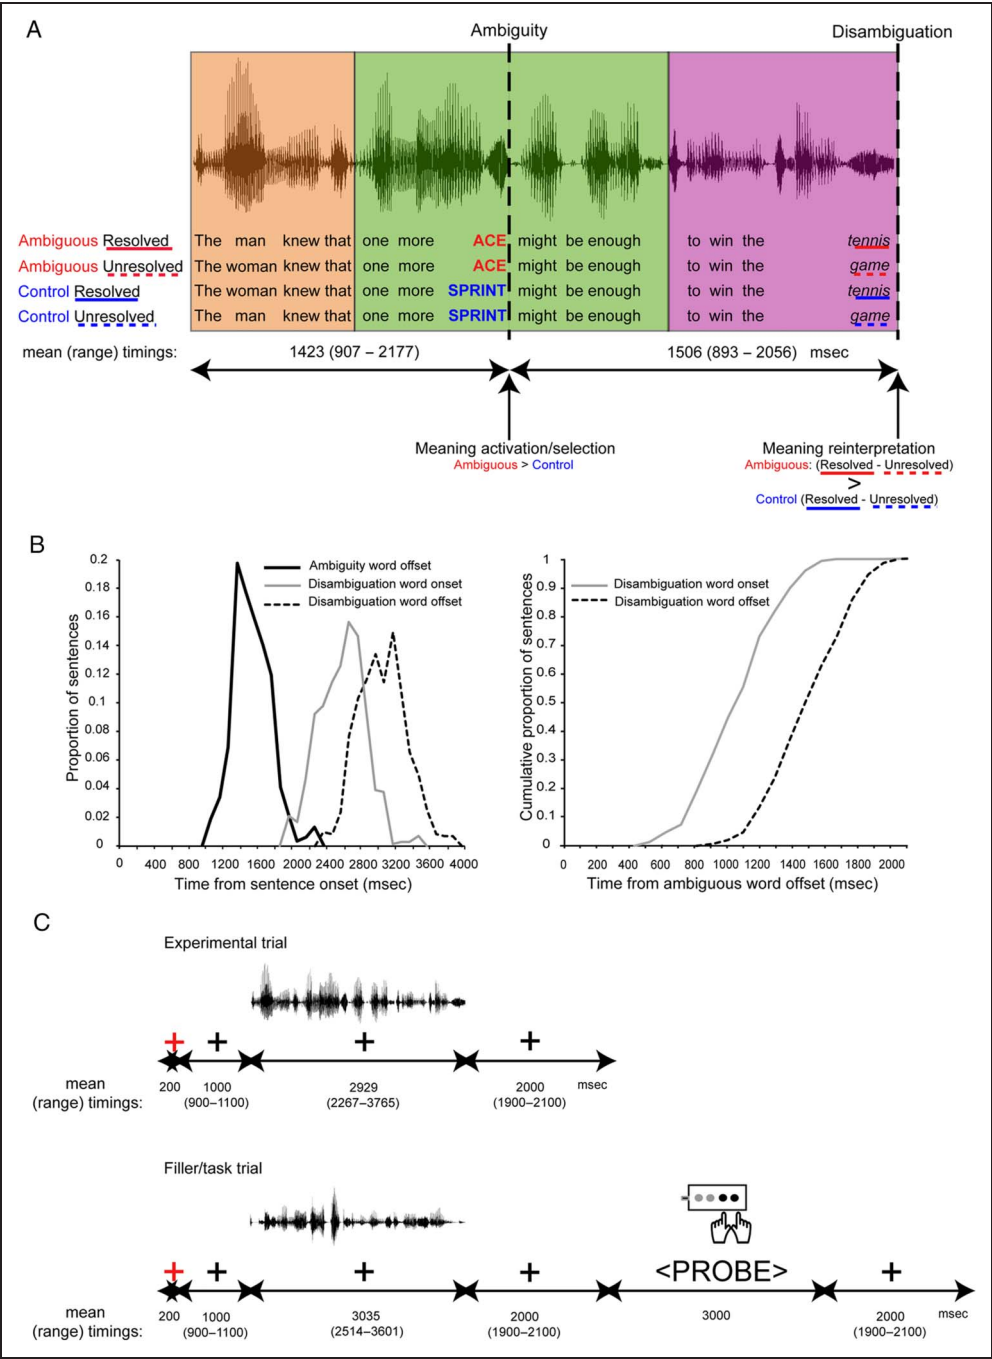 A
Ambiguity
Disambiguation
Ambiguous Resolved The man knew that one more ACE might be enough to win the tennis
Ambiguous Unresolved The woman knew that one more ACE might be enough to win the game
Control Resolved The woman knew that one more SPRINT might be enough to win the tennis
Control Unresolved The man knew that one more SPRINT might be enough to win the game
mean (range) timings: 1423 (907 – 2177) 1506 (893 – 2056) msec
Meaning activation/selection
Ambiguous > Control
Meaning reinterpretation
Ambiguous: (Resolved - Unresolved)
>
Control (Resolved - Unresolved)
B
Proportion of sentences
0.2
0.18
0.16
0.14
0.12
0.1
0.08
0.06
0.04
0.02
0
Ambiguity word offset
Disambiguation word onset
Disambiguation word offset
0 400 800 1200 1600 2000 2400 2800 3200 3600 4000
Time from sentence onset (msec)
Cumulative proportion of sentences
1
0.9
0.8
0.7
0.6
0.5
0.4
0.3
0.2
0.1
0
Disambiguation word onset
Disambiguation word offset
0 200 400 600 800 1000 1200 1400 1600 1800 2000
Time from ambiguous word offset (msec)
C
Experimental trial
+ + + +
mean 200 1000 2929 2000 msec
(range) timings: (900–1100) (2267–3765) (1900–2100)
Filler/task trial
+ + + + <PROBE> +
mean 200 1000 3035 2000 3000 2000 msec
(range) timings: (900–1100) (2514–3601) (1900–2100) (1900–2100)